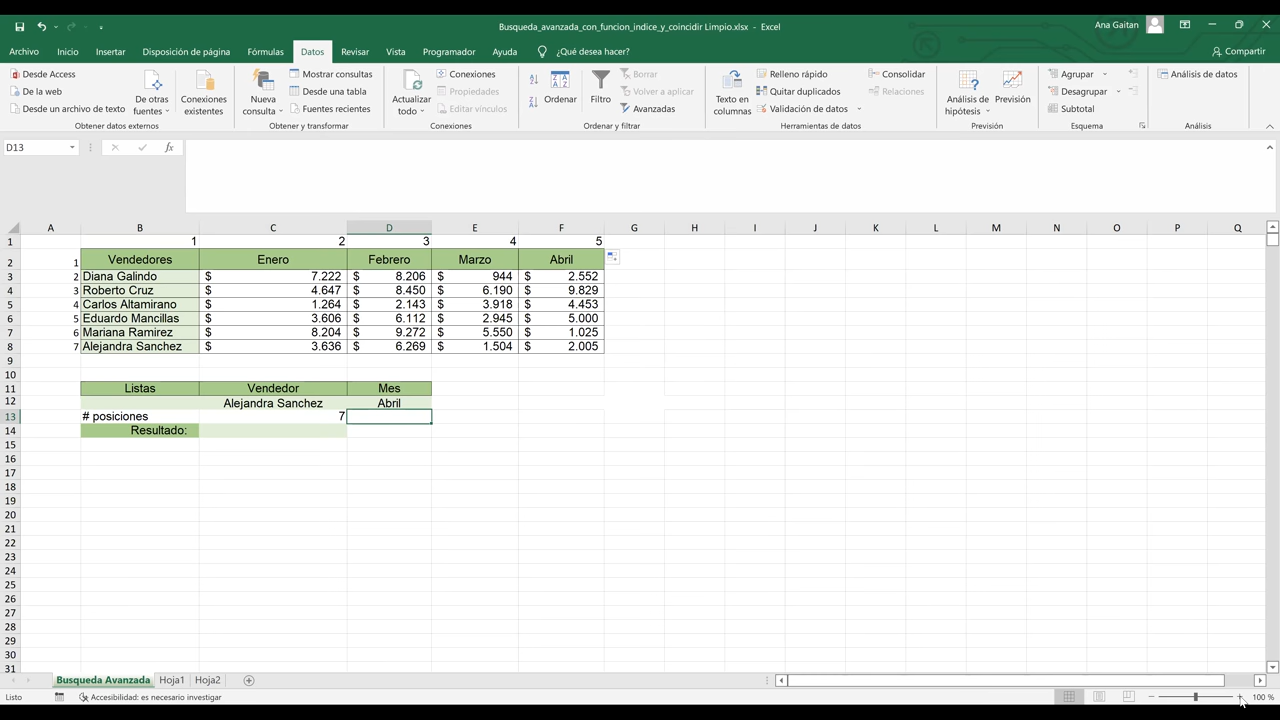 Busqueda_avanzada_con_funcion_indice_y_coincidir Limpio.xlsx - Excel
Ana Gaitan
Archivo Inicio Insertar Disposición de página Fórmulas Datos Revisar Vista Programador Ayuda ¿Qué desea hacer? Compartir
Desde Access
De la web
Desde un archivo de texto
De otras fuentes
Conexiones existentes
Obtener datos externos
Nueva consulta
Mostrar consultas
Desde una tabla
Fuentes recientes
Obtener y transformar
Actualizar todo
Conexiones
Propiedades
Editar vínculos
Conexiones
Ordenar
Filtro
Borrar
Volver a aplicar
Avanzadas
Ordenar y filtrar
Texto en columnas
Relleno rápido
Quitar duplicados
Validación de datos
Consolidar
Relaciones
Herramientas de datos
Análisis de hipótesis
Previsión
Previsión
Agrupar
Desagrupar
Subtotal
Esquema
Análisis de datos
Análisis
D13 fx
A B C D E F G H I J K L M N O P Q
1 1 2 3 4 5
2 1 Vendedores Enero Febrero Marzo Abril
3 2 Diana Galindo $ 7.222 $ 8.206 $ 944 $ 2.552
4 3 Roberto Cruz $ 4.647 $ 8.450 $ 6.190 $ 9.829
5 4 Carlos Altamirano $ 1.264 $ 2.143 $ 3.918 $ 4.453
6 5 Eduardo Mancillas $ 3.606 $ 6.112 $ 2.945 $ 5.000
7 6 Mariana Ramirez $ 8.204 $ 9.272 $ 5.550 $ 1.025
8 7 Alejandra Sanchez $ 3.636 $ 6.269 $ 1.504 $ 2.005
9
10
11 Listas Vendedor Mes
12 Alejandra Sanchez Abril
13 # posiciones 7
14 Resultado:
15
16
17
18
19
20
21
22
23
24
25
26
27
28
29
30
31
Busqueda Avanzada Hoja1 Hoja2
Listo Accesibilidad: es necesario investigar 100 %